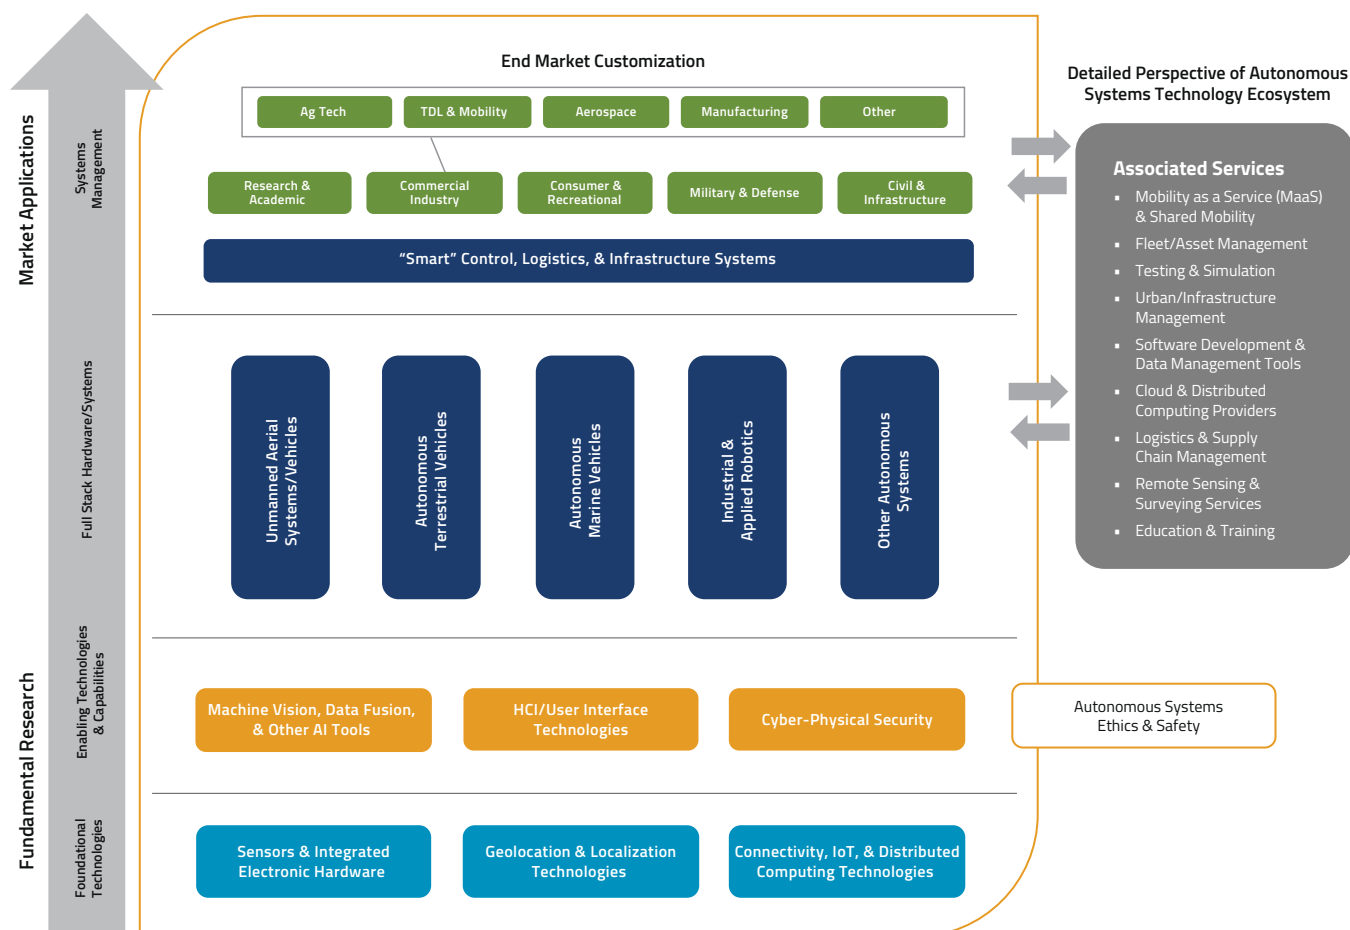 End Market Customization
Ag Tech
TDL & Mobility
Aerospace
Manufacturing
Other
Research &
Academic
Commercial
Industry
Consumer &
Recreational
Military & Defense
Civil &
Infrastructure
“Smart” Control, Logistics, & Infrastructure Systems
Market Applications
Systems
Management
Full Stack Hardware/Systems
Unmanned Aerial
Systems/Vehicles
Autonomous
Terrestrial Vehicles
Autonomous
Marine Vehicles
Industrial &
Applied Robotics
Other Autonomous
Systems
Fundamental Research
Enabling Technologies
& Capabilities
Machine Vision, Data Fusion,
& Other AI Tools
HCI/User Interface
Technologies
Cyber-Physical Security
Autonomous Systems
Ethics & Safety
Foundational
Technologies
Sensors & Integrated
Electronic Hardware
Geolocation & Localization
Technologies
Connectivity, IoT, & Distributed
Computing Technologies
Detailed Perspective of Autonomous
Systems Technology Ecosystem
Associated Services
▪ Mobility as a Service (MaaS)
& Shared Mobility
▪ Fleet/Asset Management
▪ Testing & Simulation
▪ Urban/Infrastructure
Management
▪ Software Development &
Data Management Tools
▪ Cloud & Distributed
Computing Providers
▪ Logistics & Supply
Chain Management
▪ Remote Sensing &
Surveying Services
▪ Education & Training